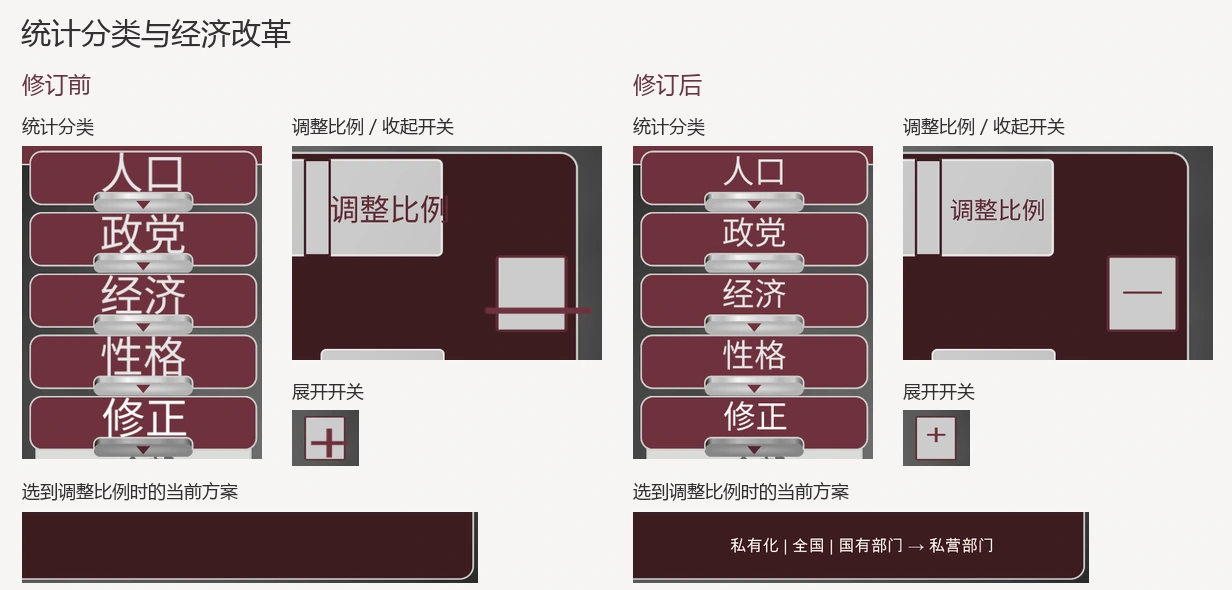 统计分类与经济改革
修订前
统计分类
人口
政党
经济
性格
修正
调整比例 / 收起开关
调整比例
展开开关
+
选到调整比例时的当前方案
修订后
统计分类
人口
政党
经济
性格
修正
调整比例 / 收起开关
调整比例
—
展开开关
+
选到调整比例时的当前方案
私有化 | 全国 | 国有部门 → 私营部门